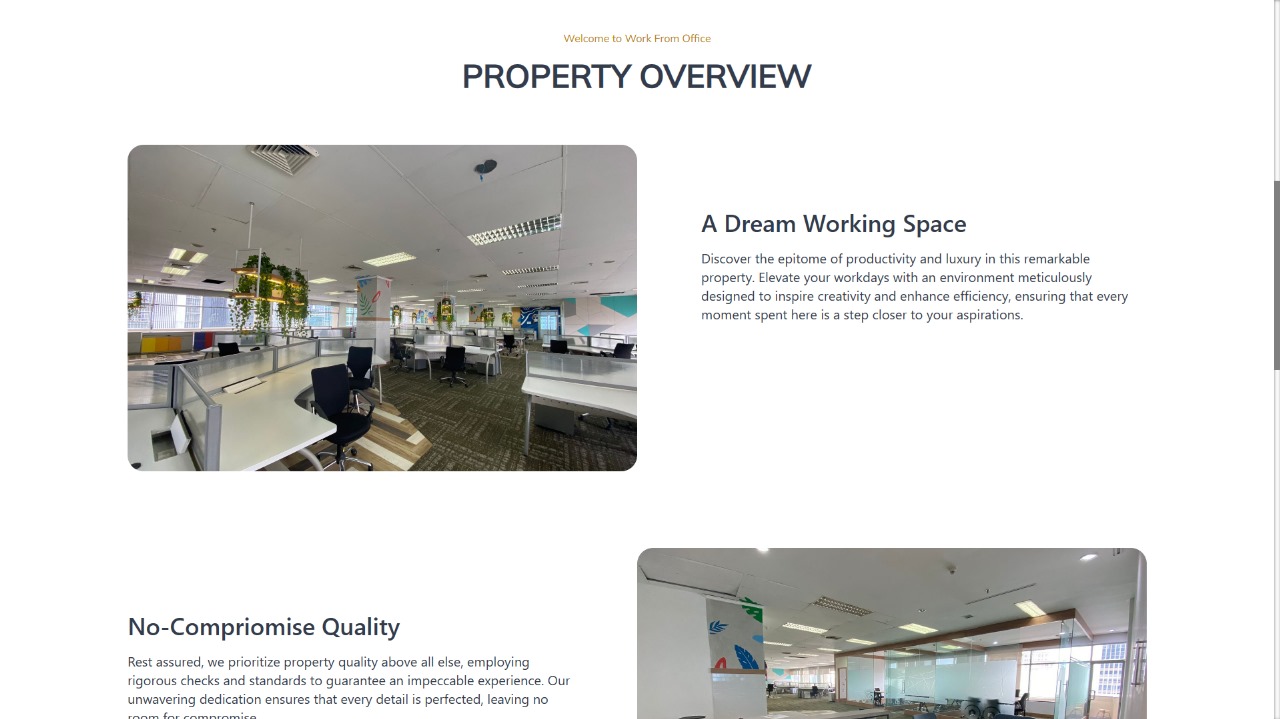 Welcome to Work From Office
PROPERTY OVERVIEW
A Dream Working Space
Discover the epitome of productivity and luxury in this remarkable
property. Elevate your workdays with an environment meticulously
designed to inspire creativity and enhance efficiency, ensuring that every
moment spent here is a step closer to your aspirations.
No-Compriomise Quality
Rest assured, we prioritize property quality above all else, employing
rigorous checks and standards to guarantee an impeccable experience. Our
unwavering dedication ensures that every detail is perfected, leaving no
room for compromise.